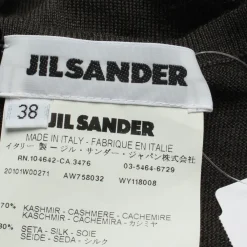 JIL SANDER
38
JIL SANDER
MADE IN ITALY - FABRIQUE EN ITALIE
イタリー製 ージル・サンダー・ジャパン株式会社
03-5464-6729
RN.104642-CA.3476
20101W00271 AW758032 WY118008
70% KASHMIR - CASHMERE - CACHEMIRE
KASHMIR - CACHEMIRA - カシミヤ
30% SETA - SILK - SOIE
SEIDE - SEDA - シルク